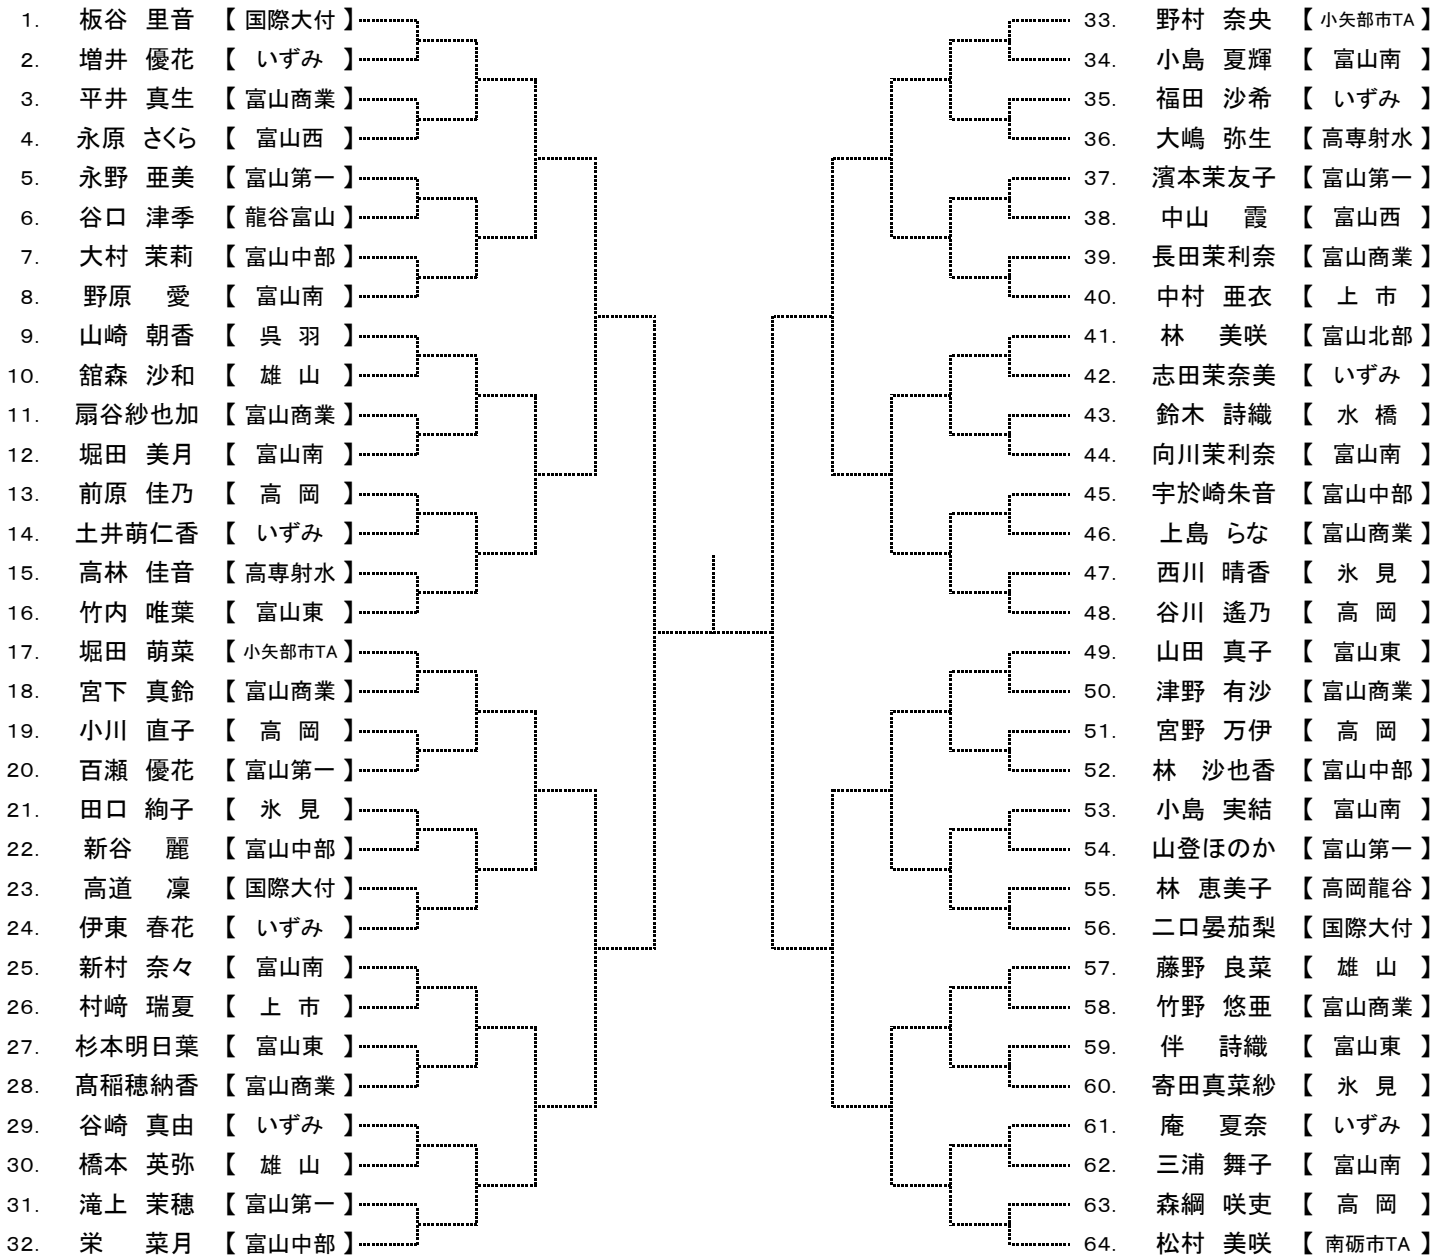 1. 板谷 里音 【 国際大付 】
2. 増井 優花 【 いずみ 】
3. 平井 真生 【 富山商業 】
4. 永原 さくら 【 富山西 】
5. 永野 亜美 【 富山第一 】
6. 谷口 津季 【 龍谷富山 】
7. 大村 茉莉 【 富山中部 】
8. 野原 愛 【 富山南 】
9. 山崎 朝香 【 呉 羽 】
10. 舘森 沙和 【 雄 山 】
11. 扇谷紗也加 【 富山商業 】
12. 堀田 美月 【 富山南 】
13. 前原 佳乃 【 高 岡 】
14. 土井萌仁香 【 いずみ 】
15. 高林 佳音 【 高専射水 】
16. 竹内 唯葉 【 富山東 】
17. 堀田 萌菜 【 小矢部市TA 】
18. 宮下 真鈴 【 富山商業 】
19. 小川 直子 【 高 岡 】
20. 百瀬 優花 【 富山第一 】
21. 田口 絢子 【 氷 見 】
22. 新谷 麗 【 富山中部 】
23. 高道 凜 【 国際大付 】
24. 伊東 春花 【 いずみ 】
25. 新村 奈々 【 富山南 】
26. 村﨑 瑞夏 【 上 市 】
27. 杉本明日葉 【 富山東 】
28. 髙稲穂納香 【 富山商業 】
29. 谷崎 真由 【 いずみ 】
30. 橋本 英弥 【 雄 山 】
31. 滝上 茉穂 【 富山第一 】
32. 栄 菜月 【 富山中部 】
33. 野村 奈央 【 小矢部市TA 】
34. 小島 夏輝 【 富山南 】
35. 福田 沙希 【 いずみ 】
36. 大嶋 弥生 【 高専射水 】
37. 濱本茉友子 【 富山第一 】
38. 中山 霞 【 富山西 】
39. 長田茉利奈 【 富山商業 】
40. 中村 亜衣 【 上 市 】
41. 林 美咲 【 富山北部 】
42. 志田茉奈美 【 いずみ 】
43. 鈴木 詩織 【 水 橋 】
44. 向川茉利奈 【 富山南 】
45. 宇於崎朱音 【 富山中部 】
46. 上島 らな 【 富山商業 】
47. 西川 晴香 【 氷 見 】
48. 谷川 遙乃 【 高 岡 】
49. 山田 真子 【 富山東 】
50. 津野 有沙 【 富山商業 】
51. 宮野 万伊 【 高 岡 】
52. 林 沙也香 【 富山中部 】
53. 小島 実結 【 富山南 】
54. 山登ほのか 【 富山第一 】
55. 林 恵美子 【 高岡龍谷 】
56. 二口晏茄梨 【 国際大付 】
57. 藤野 良菜 【 雄 山 】
58. 竹野 悠亜 【 富山商業 】
59. 伴 詩織 【 富山東 】
60. 寄田真菜紗 【 氷 見 】
61. 庵 夏奈 【 いずみ 】
62. 三浦 舞子 【 富山南 】
63. 森綱 咲吏 【 高 岡 】
64. 松村 美咲 【 南砺市TA 】